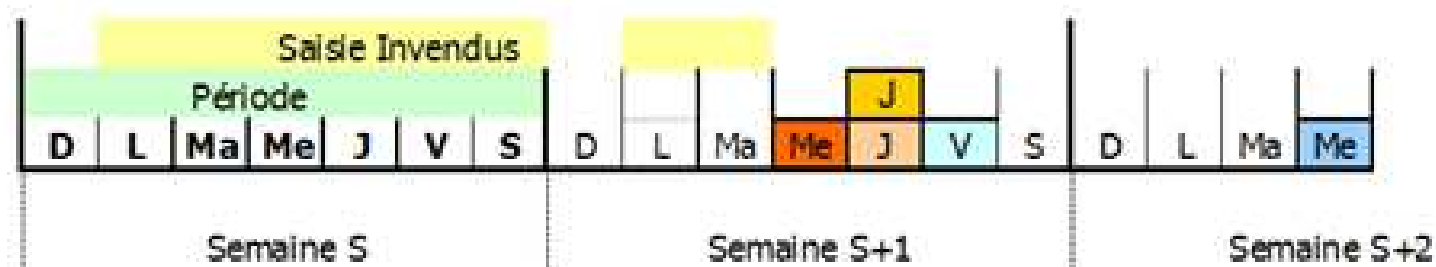 Saisie Invendus
Période
J
D L Ma Me J V S D L Ma Me J V S D L Ma Me
Semaine S Semaine S+1 Semaine S+2